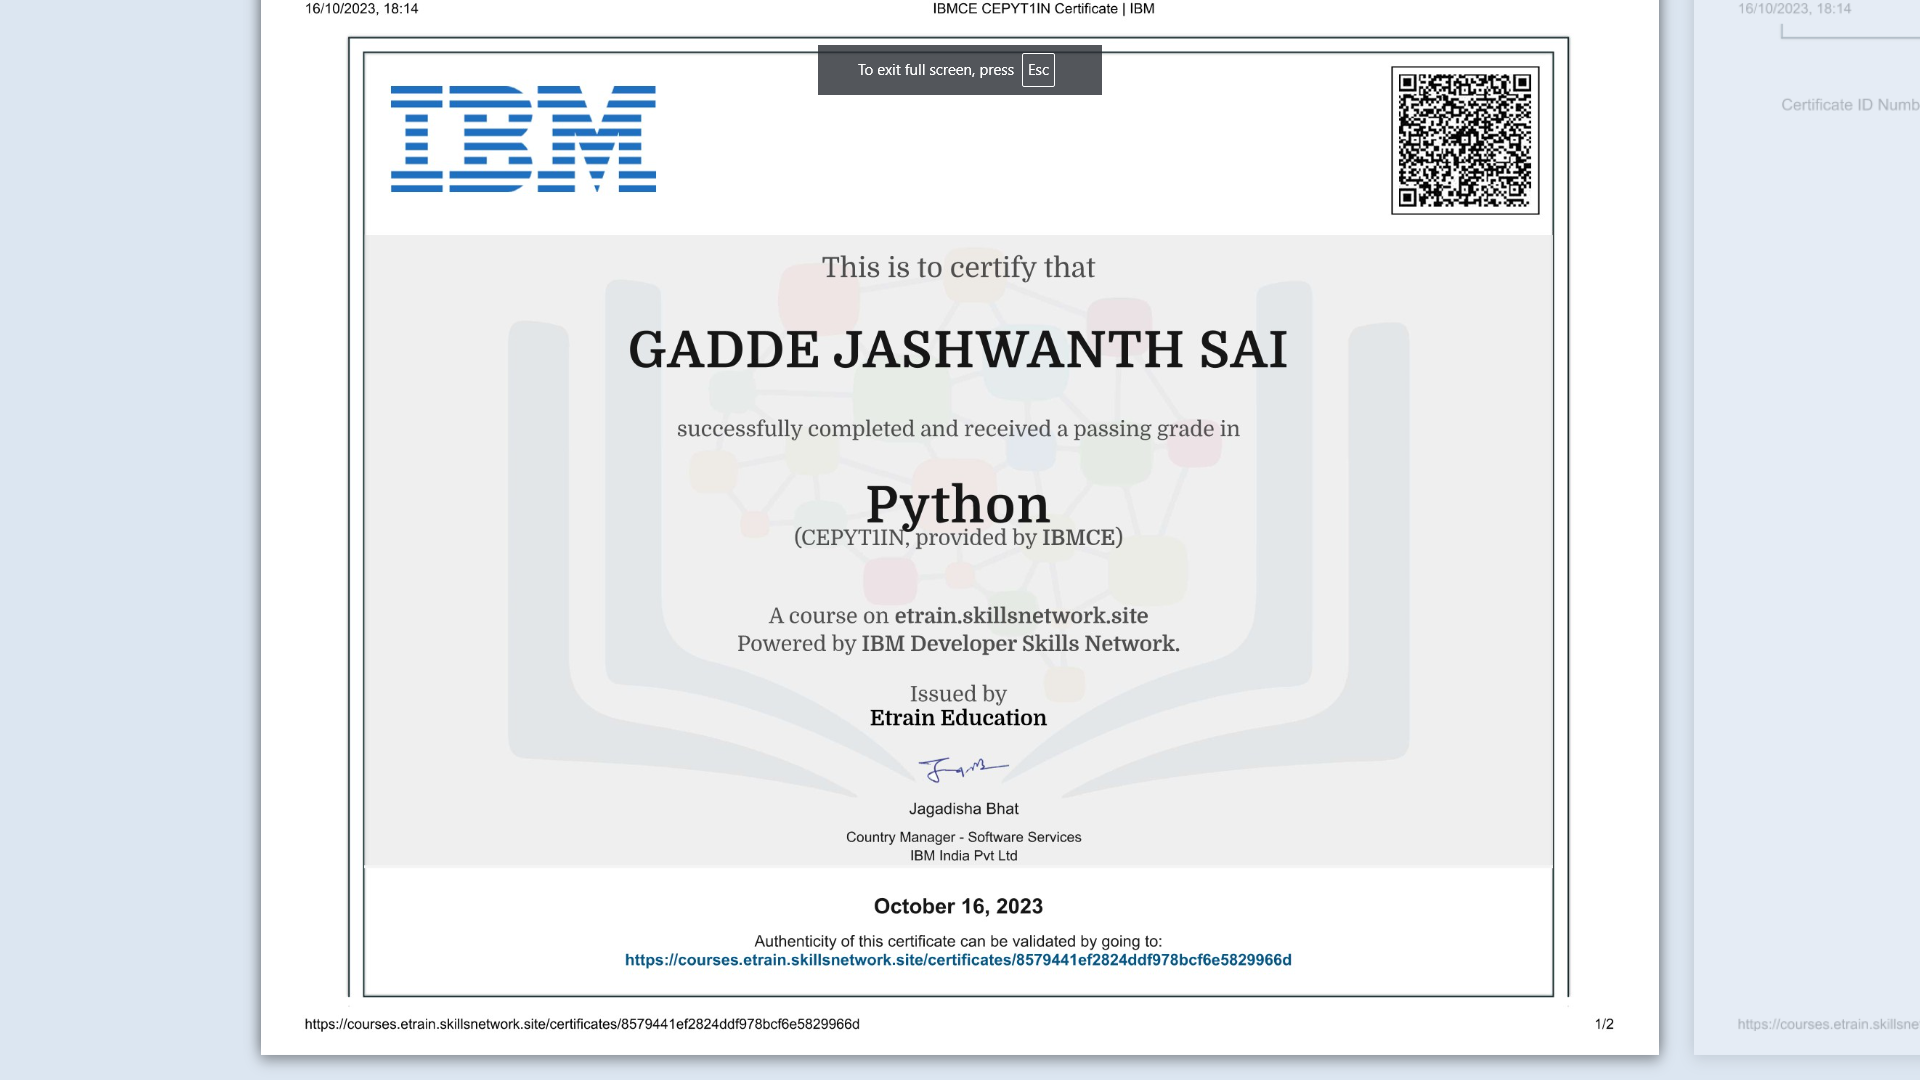 16/10/2023, 18:14
IBMCE CEPYT1IN Certificate | IBM
To exit full screen, press Esc
IBM
This is to certify that
GADDE JASHWANTH SAI
successfully completed and received a passing grade in
Python
(CEPYT1IN, provided by IBMCE)
A course on etrain.skillsnetwork.site
Powered by IBM Developer Skills Network.
Issued by
Etrain Education
Jagadisha Bhat
Country Manager - Software Services
IBM India Pvt Ltd
October 16, 2023
Authenticity of this certificate can be validated by going to:
https://courses.etrain.skillsnetwork.site/certificates/8579441ef2824ddf978bcf6e5829966d
https://courses.etrain.skillsnetwork.site/certificates/8579441ef2824ddf978bcf6e5829966d
1/2
16/10/2023, 18:14
Certificate ID Numb
https://courses.etrain.skillsne